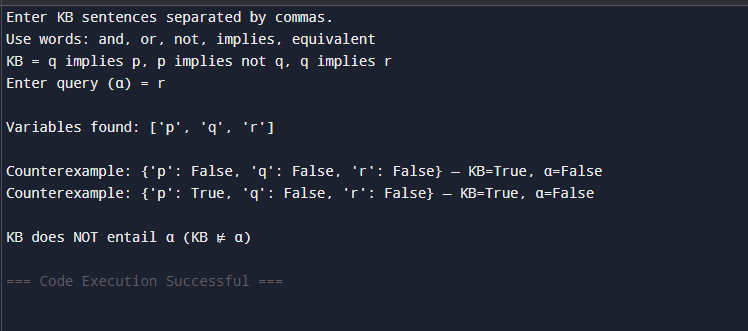 Enter KB sentences separated by commas.
Use words: and, or, not, implies, equivalent
KB = q implies p, p implies not q, q implies r
Enter query (α) = r
Variables found: ['p', 'q', 'r']
Counterexample: {'p': False, 'q': False, 'r': False} — KB=True, α=False
Counterexample: {'p': True, 'q': False, 'r': False} — KB=True, α=False
KB does NOT entail α (KB ⊭ α)
=== Code Execution Successful ===